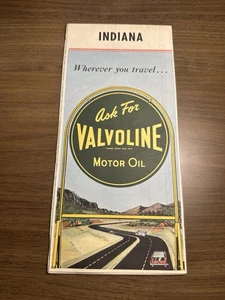 INDIANA
Wherever you travel...
Ask For
VALVOLINE
MOTOR OIL